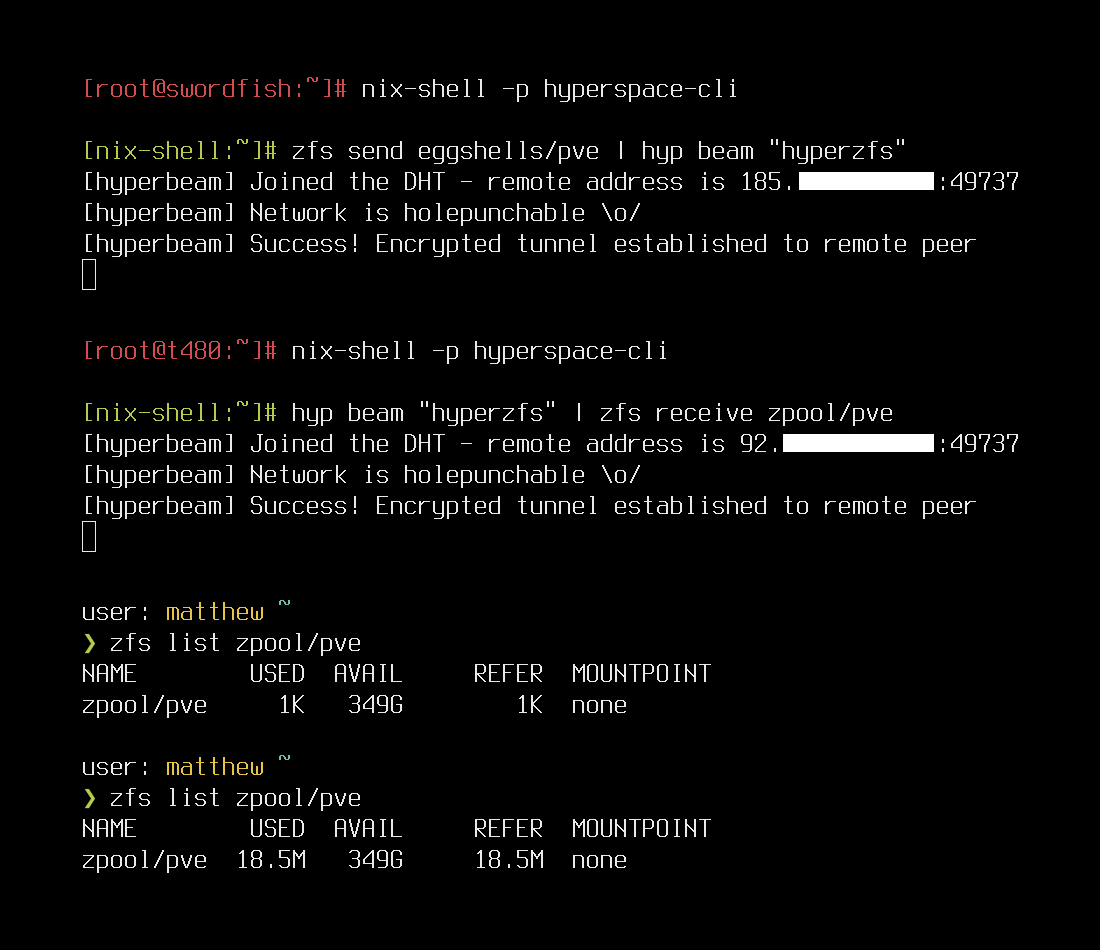 [root@swordfish:~]# nix-shell -p hyperspace-cli
[nix-shell:~]# zfs send eggshells/pve | hyp beam "hyperzfs"
[hyperbeam] Joined the DHT - remote address is 185. :49737
[hyperbeam] Network is holepunchable \o/
[hyperbeam] Success! Encrypted tunnel established to remote peer
[root@t480:~]# nix-shell -p hyperspace-cli
[nix-shell:~]# hyp beam "hyperzfs" | zfs receive zpool/pve
[hyperbeam] Joined the DHT - remote address is 92. :49737
[hyperbeam] Network is holepunchable \o/
[hyperbeam] Success! Encrypted tunnel established to remote peer
user: matthew ~
❯ zfs list zpool/pve
NAME        USED  AVAIL     REFER  MOUNTPOINT
zpool/pve     1K   349G        1K  none
user: matthew ~
❯ zfs list zpool/pve
NAME        USED  AVAIL     REFER  MOUNTPOINT
zpool/pve  18.5M   349G     18.5M  none